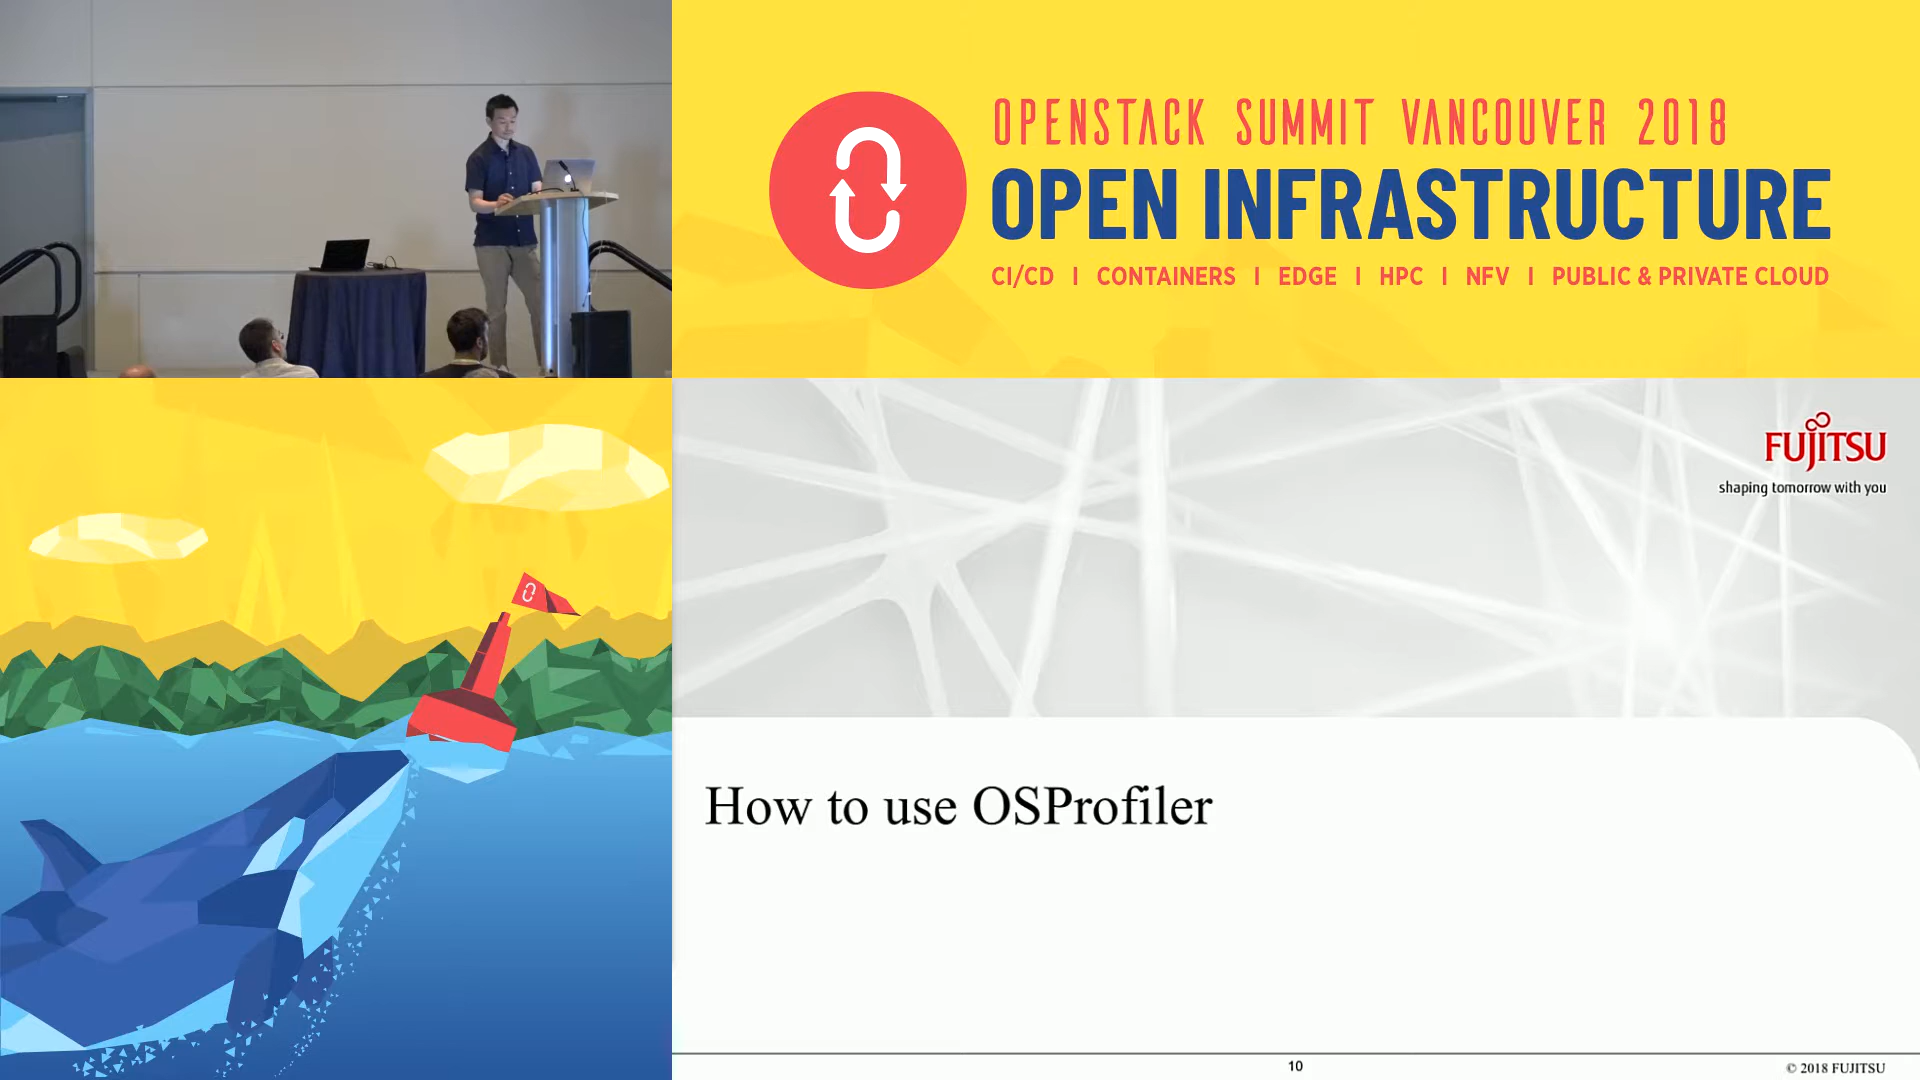 OPENSTACK SUMMIT VANCOUVER 2018
OPEN INFRASTRUCTURE
CI/CD | CONTAINERS | EDGE | HPC | NFV | PUBLIC & PRIVATE CLOUD
FUJITSU
shaping tomorrow with you
How to use OSProfiler
10
© 2018 FUJITSU